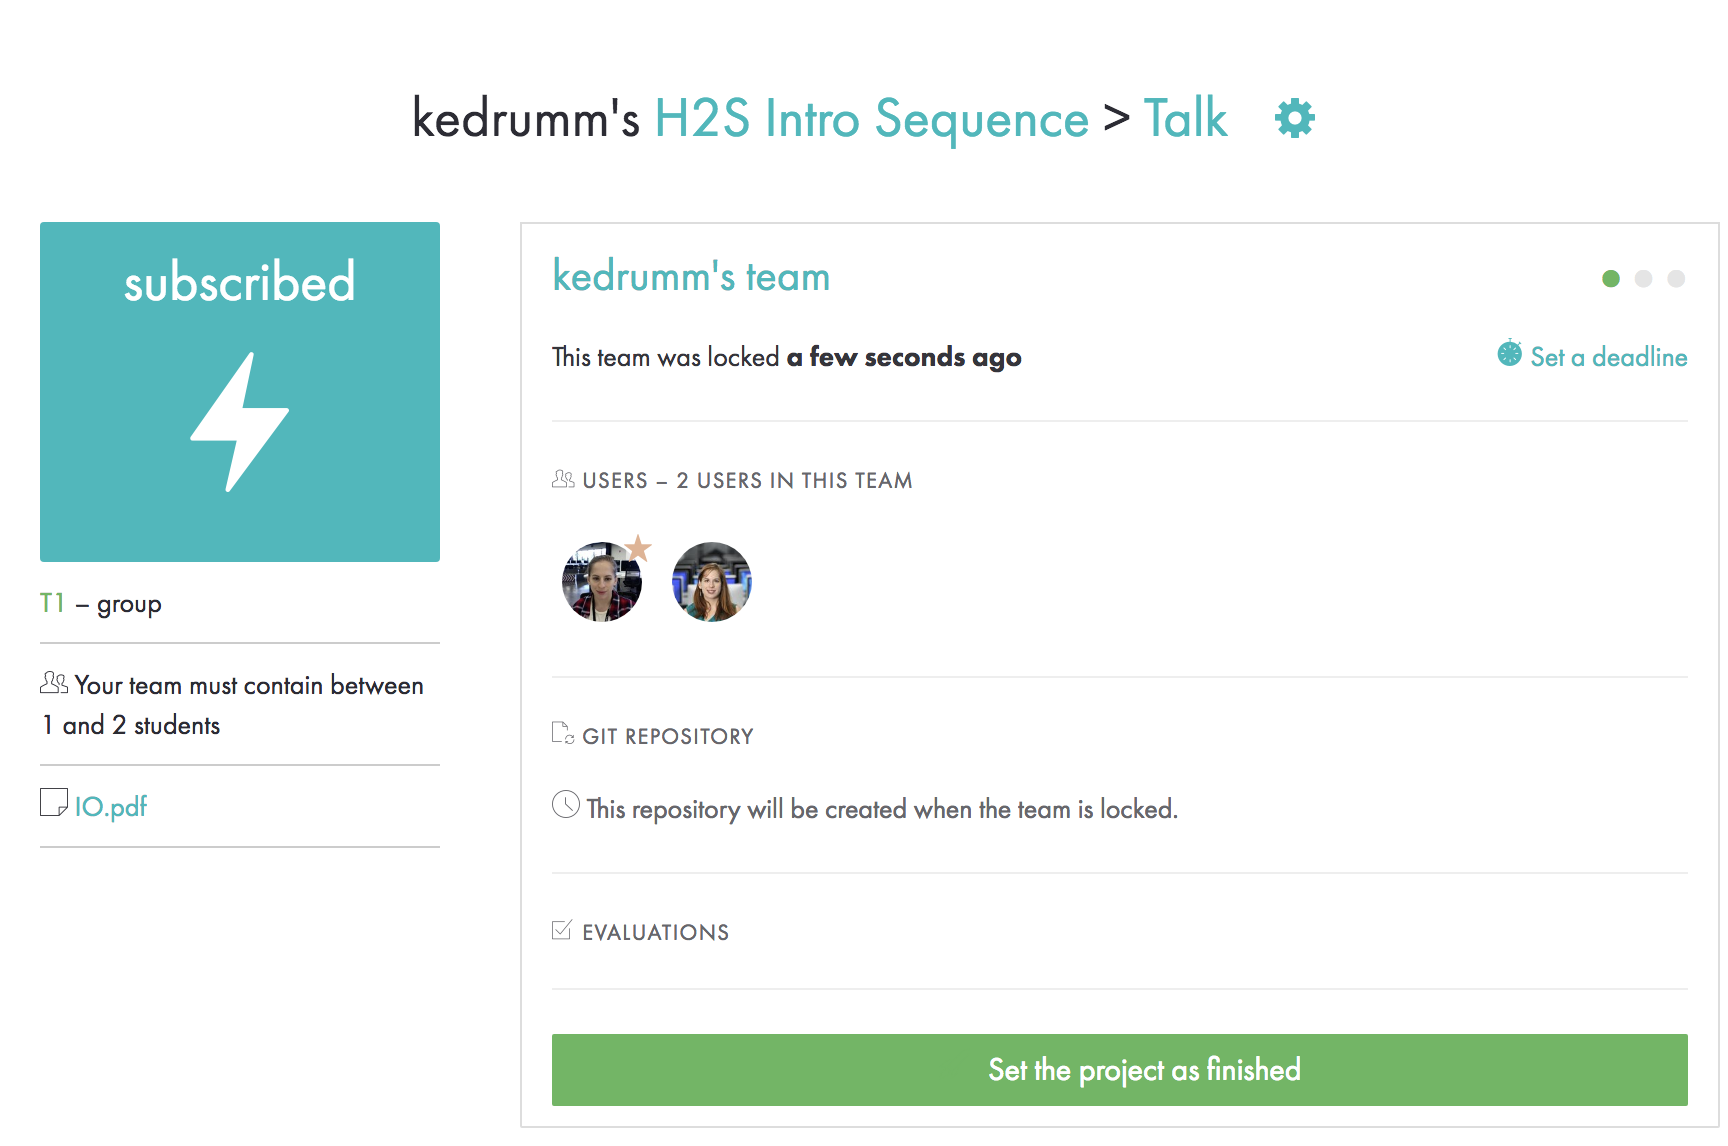 kedrumm's H2S Intro Sequence > Talk
subscribed
T1 – group
Your team must contain between
1 and 2 students
IO.pdf
kedrumm's team
This team was locked a few seconds ago
Set a deadline
USERS – 2 USERS IN THIS TEAM
GIT REPOSITORY
This repository will be created when the team is locked.
EVALUATIONS
Set the project as finished